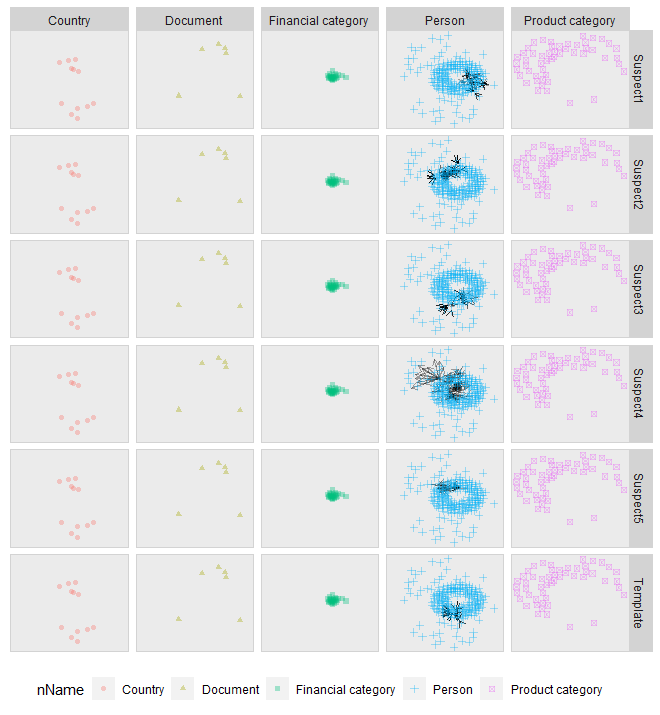 Country Document Financial category Person Product category
Suspect1
Suspect2
Suspect3
Suspect4
Suspect5
Template
nName Country Document Financial category Person Product category